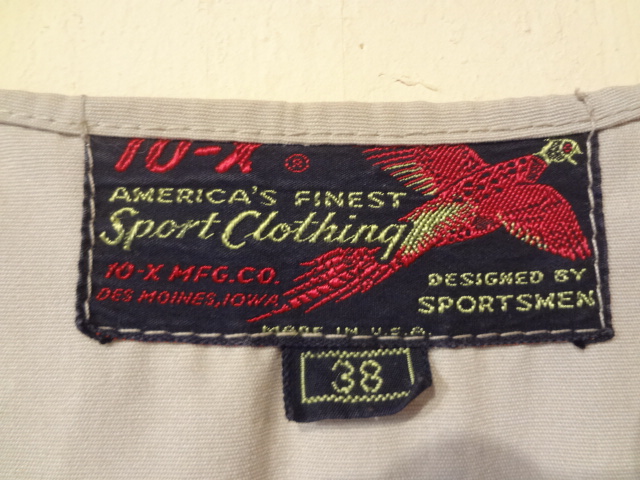 10-X ®
AMERICA'S FINEST
Sport Clothing
10-X MFG.CO.
DES MOINES, IOWA
DESIGNED BY
SPORTSMEN
MADE IN U.S.A.
38